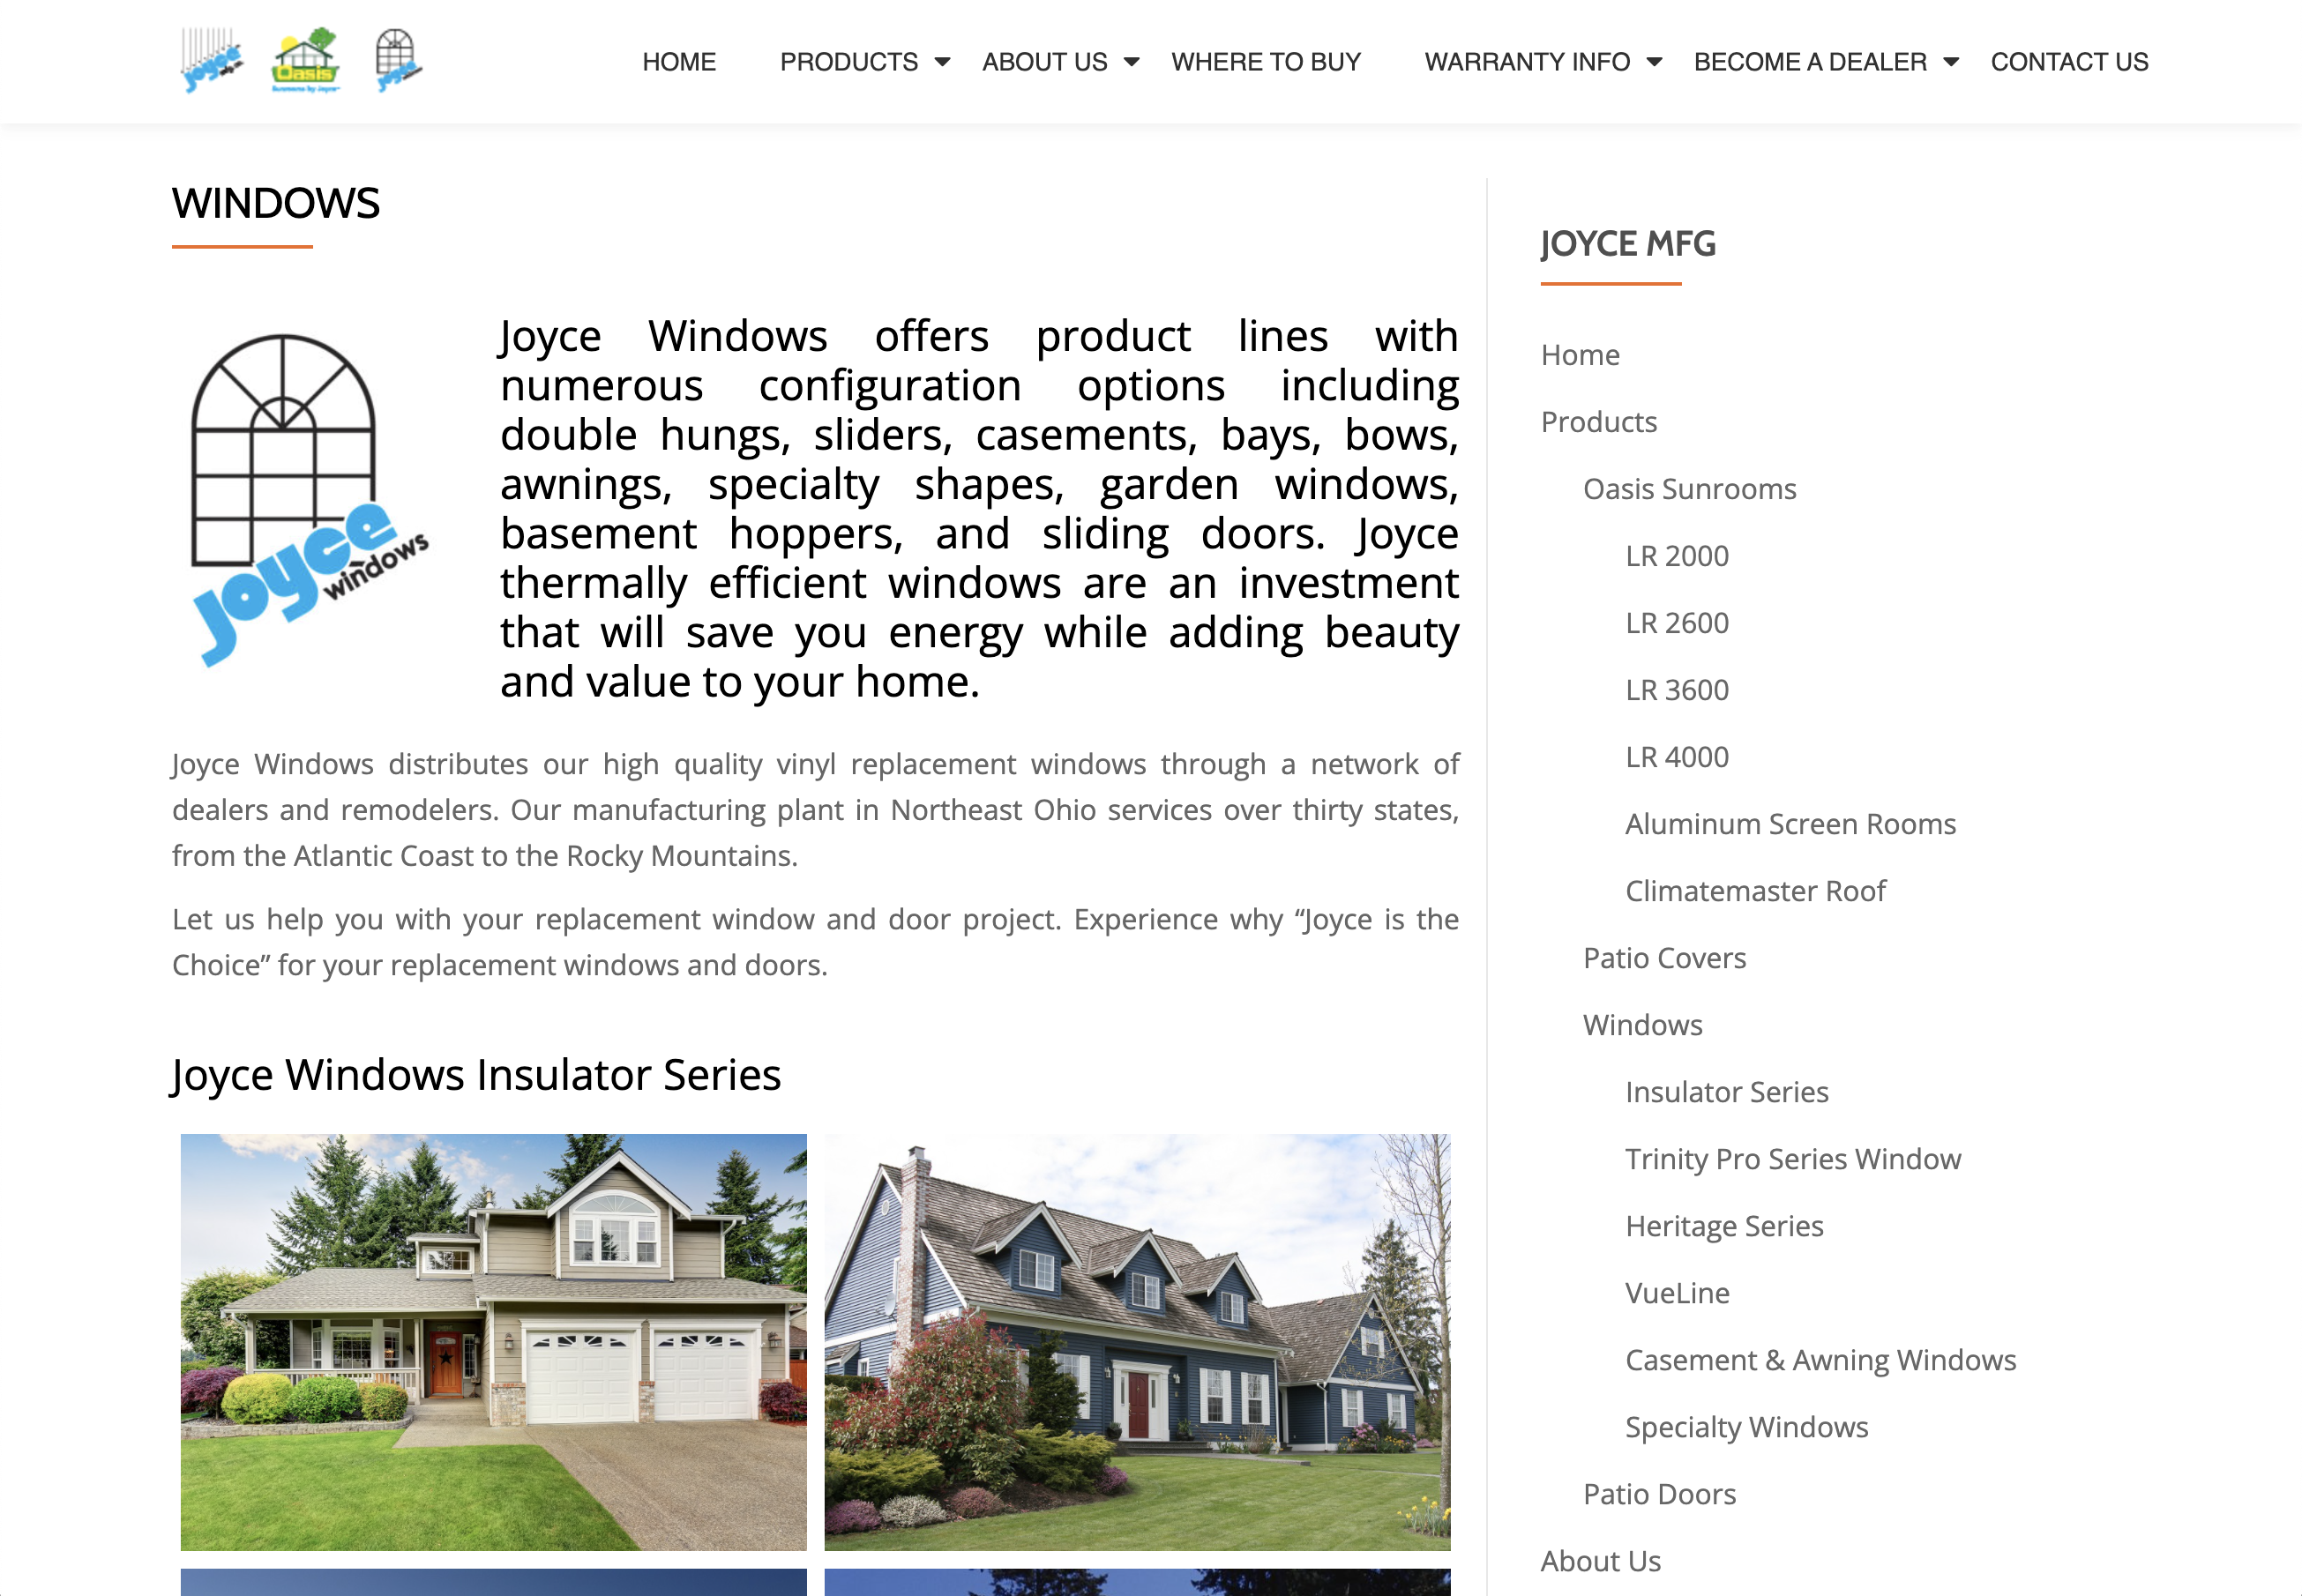 Joyce
Oasis
Sunrooms by Joyce
Joyce
HOME
PRODUCTS
ABOUT US
WHERE TO BUY
WARRANTY INFO
BECOME A DEALER
CONTACT US
WINDOWS
Joyce
windows
Joyce Windows offers product lines with
numerous configuration options including
double hungs, sliders, casements, bays, bows,
awnings, specialty shapes, garden windows,
basement hoppers, and sliding doors. Joyce
thermally efficient windows are an investment
that will save you energy while adding beauty
and value to your home.
Joyce Windows distributes our high quality vinyl replacement windows through a network of
dealers and remodelers. Our manufacturing plant in Northeast Ohio services over thirty states,
from the Atlantic Coast to the Rocky Mountains.
Let us help you with your replacement window and door project. Experience why “Joyce is the
Choice” for your replacement windows and doors.
Joyce Windows Insulator Series
JOYCE MFG
Home
Products
Oasis Sunrooms
LR 2000
LR 2600
LR 3600
LR 4000
Aluminum Screen Rooms
Climatemaster Roof
Patio Covers
Windows
Insulator Series
Trinity Pro Series Window
Heritage Series
VueLine
Casement & Awning Windows
Specialty Windows
Patio Doors
About Us